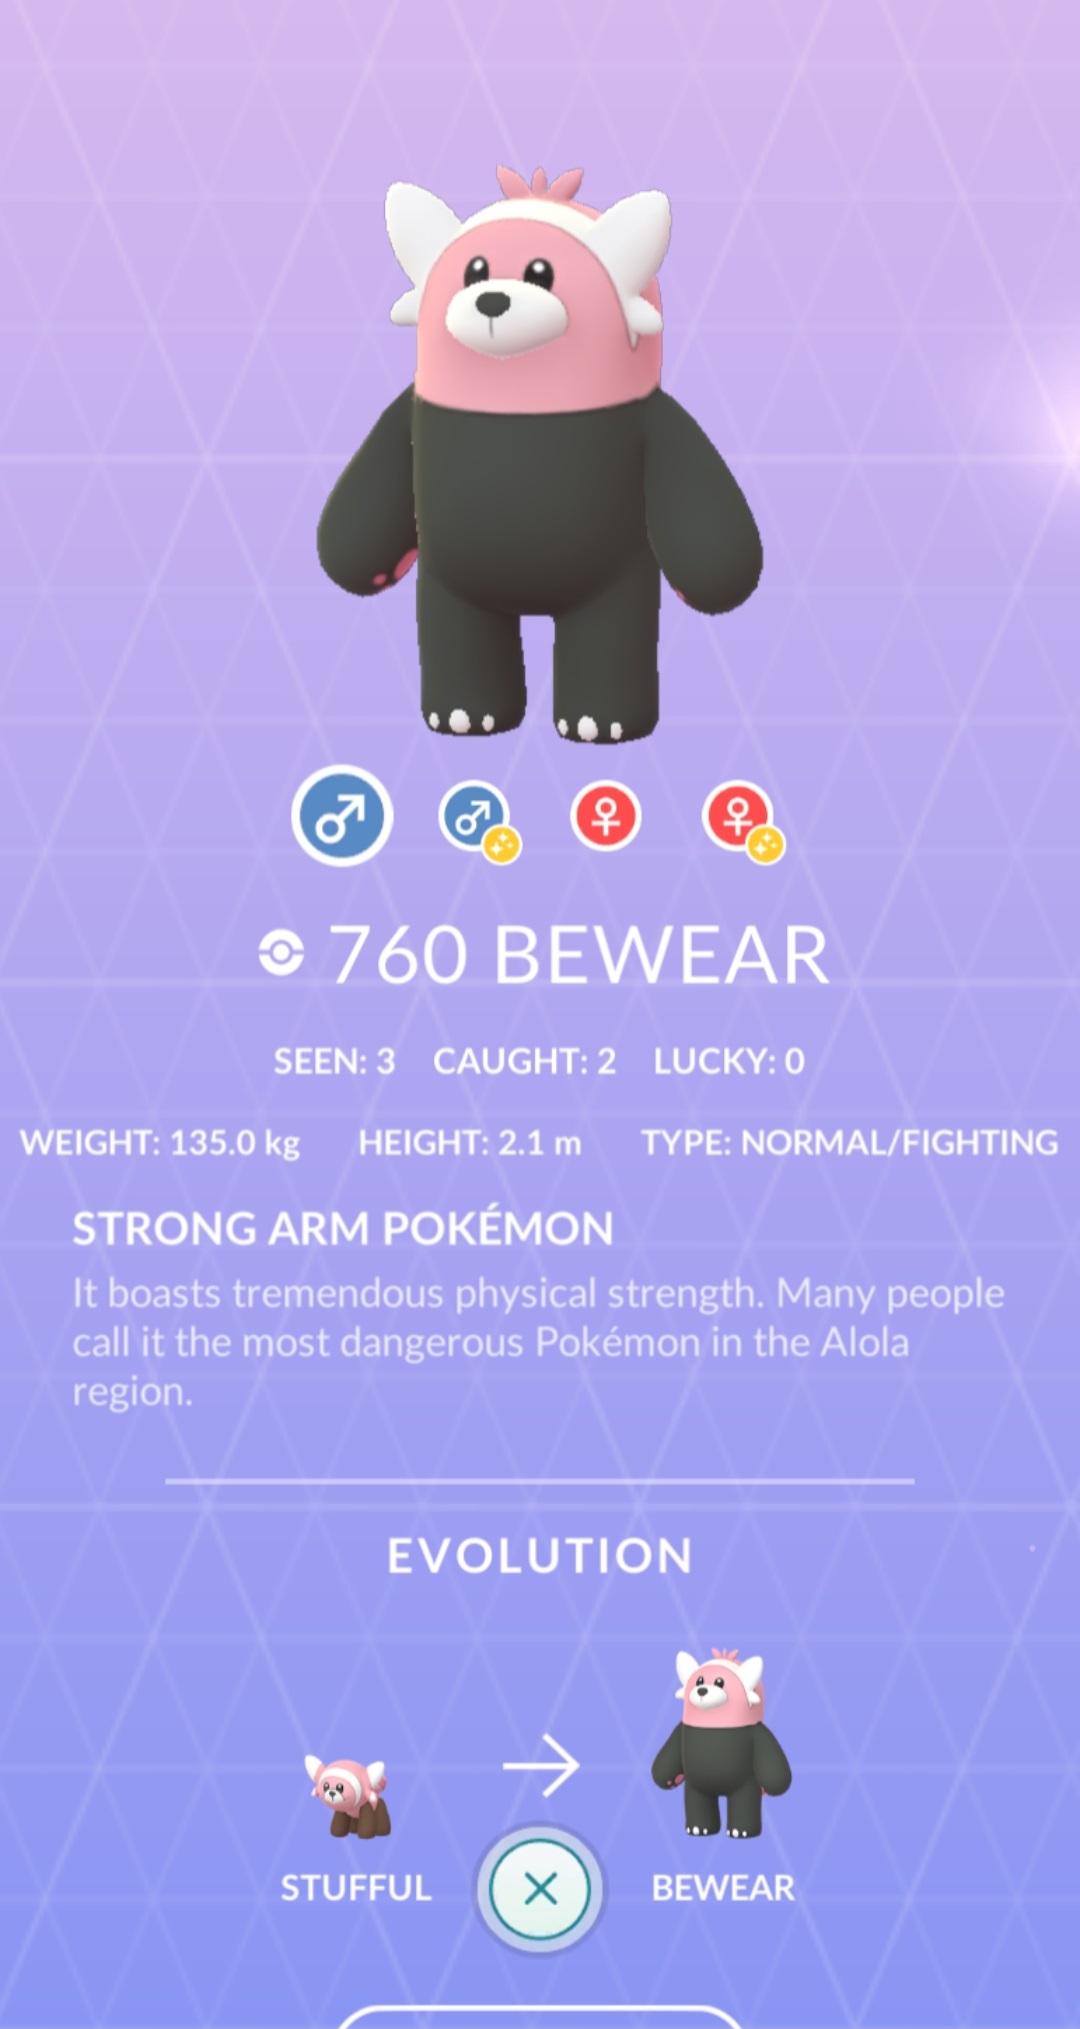 760 BEWEAR
SEEN: 3 CAUGHT: 2 LUCKY: 0
WEIGHT: 135.0 kg HEIGHT: 2.1 m TYPE: NORMAL/FIGHTING
STRONG ARM POKÉMON
It boasts tremendous physical strength. Many people
call it the most dangerous Pokémon in the Alola
region.
EVOLUTION
STUFFUL BEWEAR